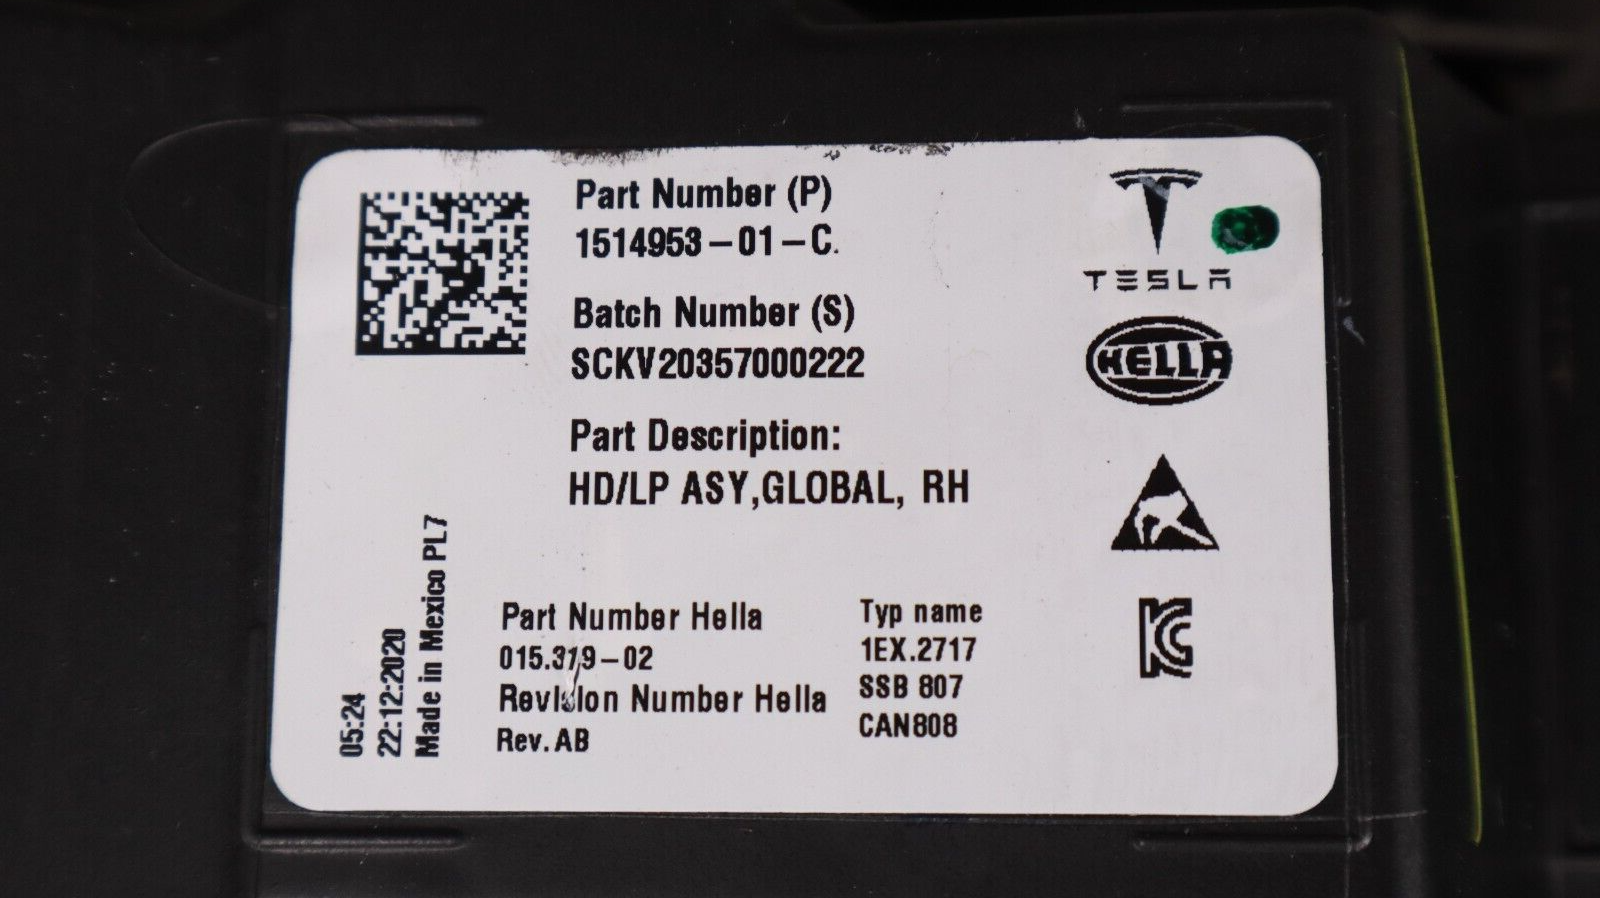 Part Number (P)
1514953-01-C.
Batch Number (S)
SCKV20357000222
Part Description:
HD/LP ASY,GLOBAL, RH
TESLA
HELLA
05:24
22:12:2020
Made in Mexico PL7
Part Number Hella
015.319-02
Revision Number Hella
Rev. AB
Typ name
1EX.2717
SSB 807
CAN808
KC